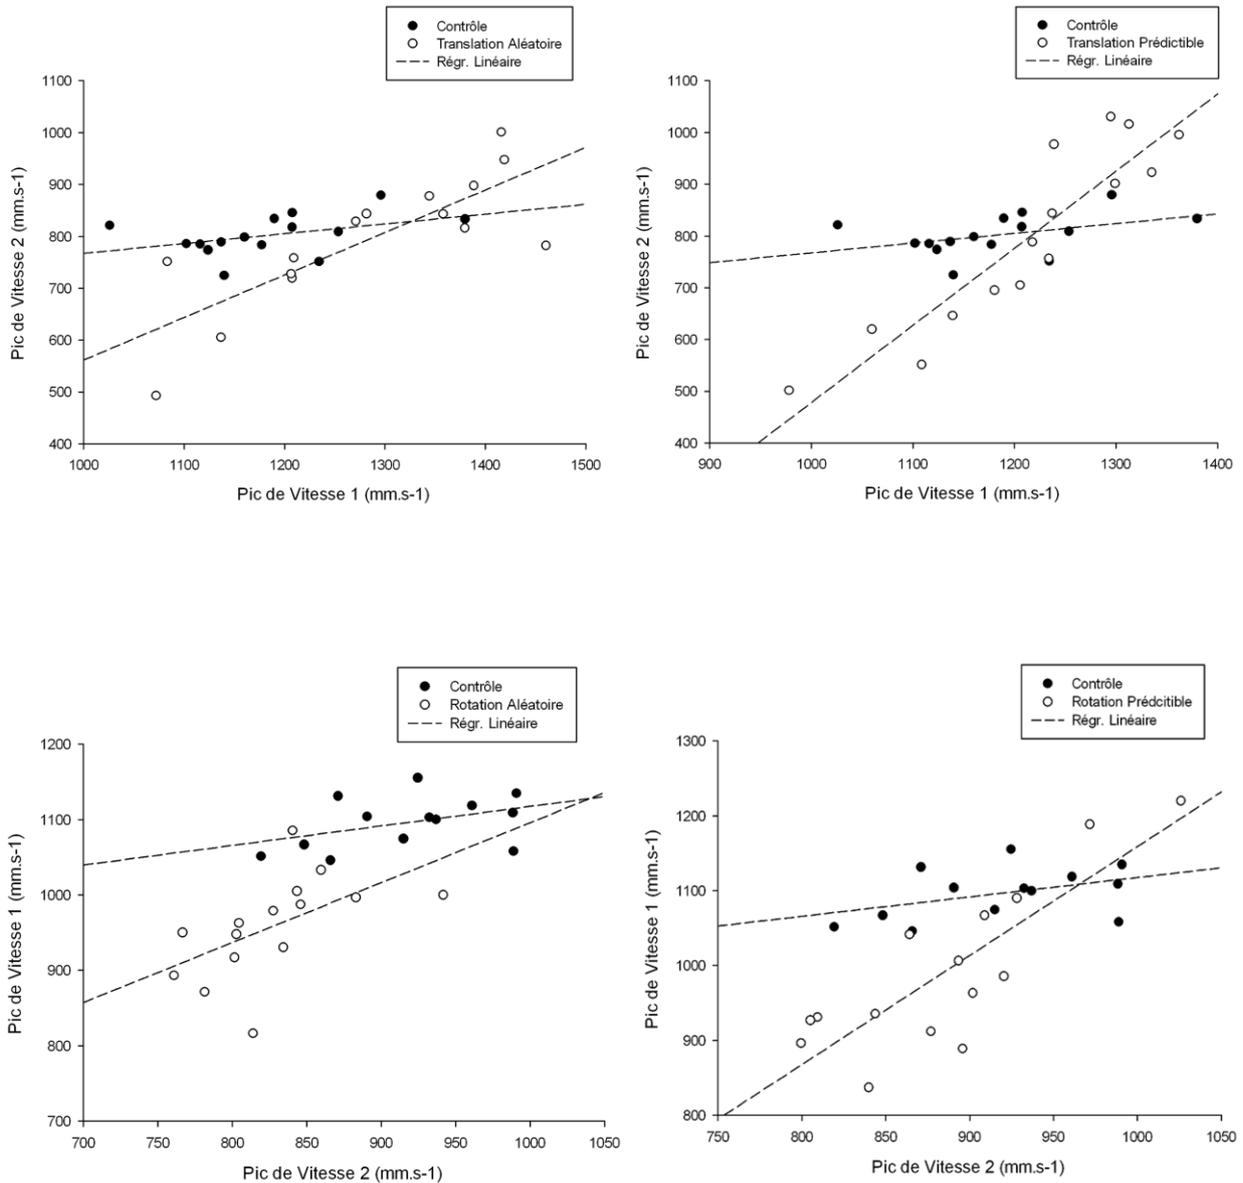 Contrôle
Translation Aléatoire
Régr. Linéaire
1100
1000
900
800
700
600
500
400
Pic de Vitesse 2 (mm.s-1)
1000 1100 1200 1300 1400 1500
Pic de Vitesse 1 (mm.s-1)
Contrôle
Translation Prédictible
Régr. Linéaire
1100
1000
900
800
700
600
500
400
Pic de Vitesse 2 (mm.s-1)
900 1000 1100 1200 1300 1400
Pic de Vitesse 1 (mm.s-1)
Contrôle
Rotation Aléatoire
Régr. Linéaire
1200
1100
1000
900
800
700
Pic de Vitesse 1 (mm.s-1)
700 750 800 850 900 950 1000 1050
Pic de Vitesse 2 (mm.s-1)
Contrôle
Rotation Prédcitible
Régr. Linéaire
1300
1200
1100
1000
900
800
Pic de Vitesse 1 (mm.s-1)
750 800 850 900 950 1000 1050
Pic de Vitesse 2 (mm.s-1)